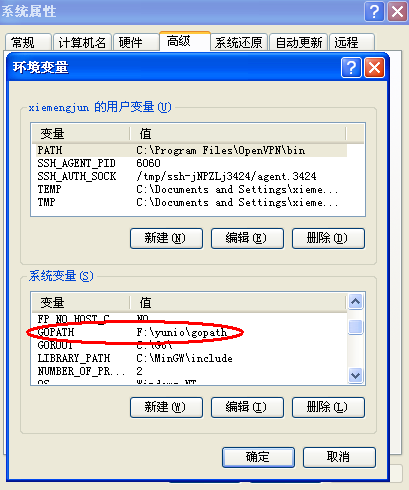 系统属性
常规 计算机名 硬件 高级 系统还原 自动更新 远程
环境变量
xiemengjun 的用户变量(U)
变量 值
PATH C:\Program Files\OpenVPN\bin
SSH_AGENT_PID 6060
SSH_AUTH_SOCK /tmp/ssh-jNPZLj3424/agent.3424
TEMP C:\Documents and Settings\xieme...
TMP C:\Documents and Settings\xieme...
新建(N) 编辑(E) 删除(D)
系统变量(S)
变量 值
FP_NO_HOST_C... NO
GOPATH F:\yunio\gopath
GOROOT C:\Go\
LIBRARY_PATH C:\MinGW\include
NUMBER_OF_PR... 2
OS Windows_NT
新建(W) 编辑(I) 删除(L)
确定 取消